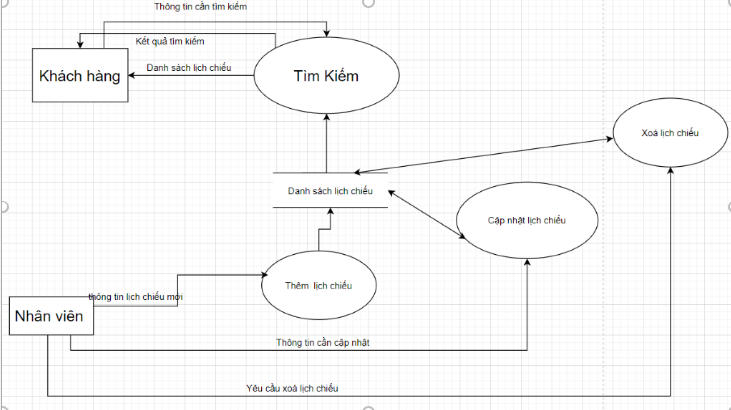 Thông tin cần tìm kiếm
Kết quả tìm kiếm
Khách hàng
Danh sách lịch chiếu
Tìm Kiếm
Xoá lịch chiếu
Danh sách lịch chiếu
Cập nhật lịch chiếu
Thêm lịch chiếu
thông tin lịch chiếu mới
Nhân viên
Thông tin cần cập nhật
Yêu cầu xoá lịch chiếu